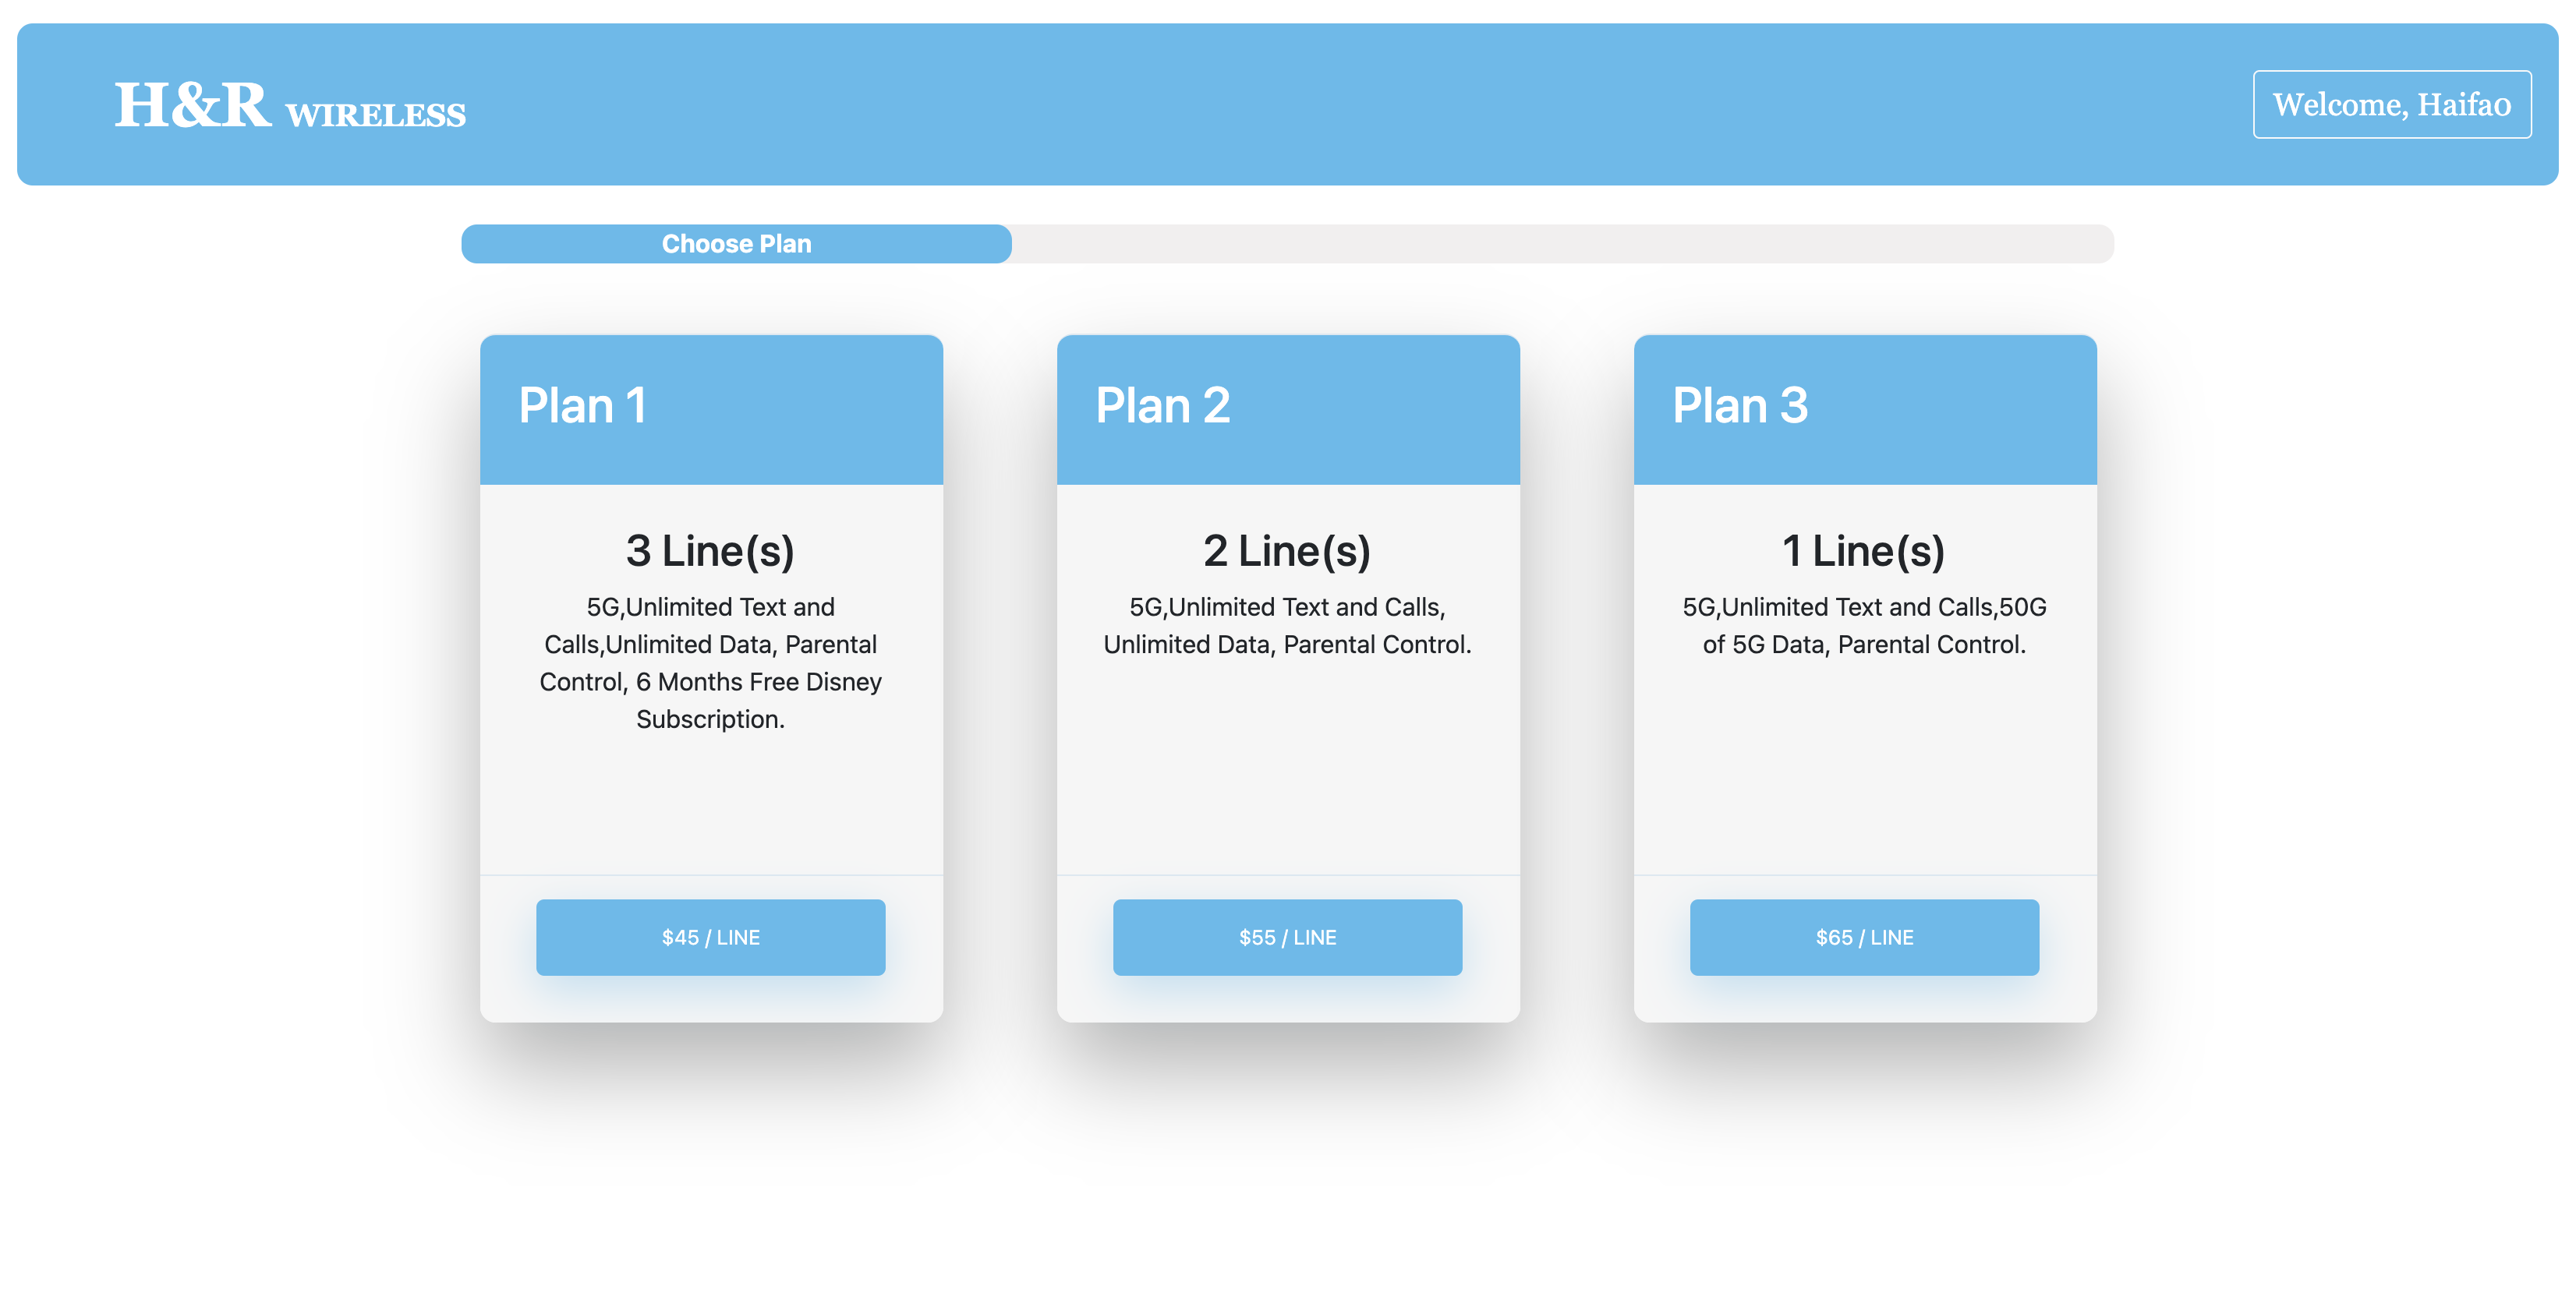 H&R WIRELESS
Welcome, Haifa0
Choose Plan
Plan 1
3 Line(s)
5G,Unlimited Text and
Calls,Unlimited Data, Parental
Control, 6 Months Free Disney
Subscription.
$45 / LINE
Plan 2
2 Line(s)
5G,Unlimited Text and Calls,
Unlimited Data, Parental Control.
$55 / LINE
Plan 3
1 Line(s)
5G,Unlimited Text and Calls,50G
of 5G Data, Parental Control.
$65 / LINE